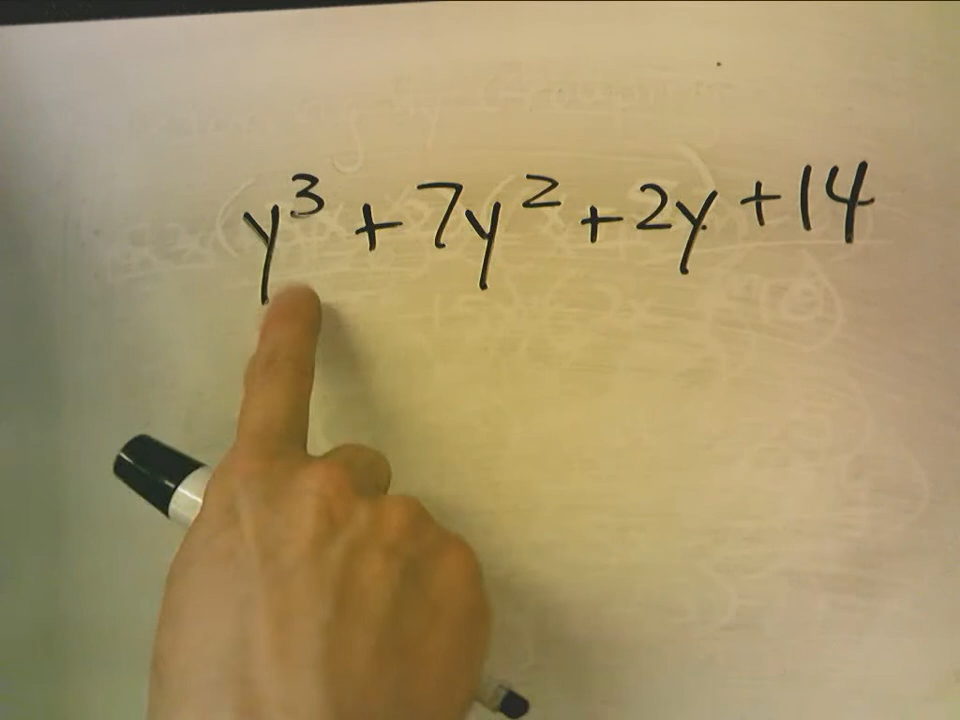 y³ + 7y² + 2y + 14